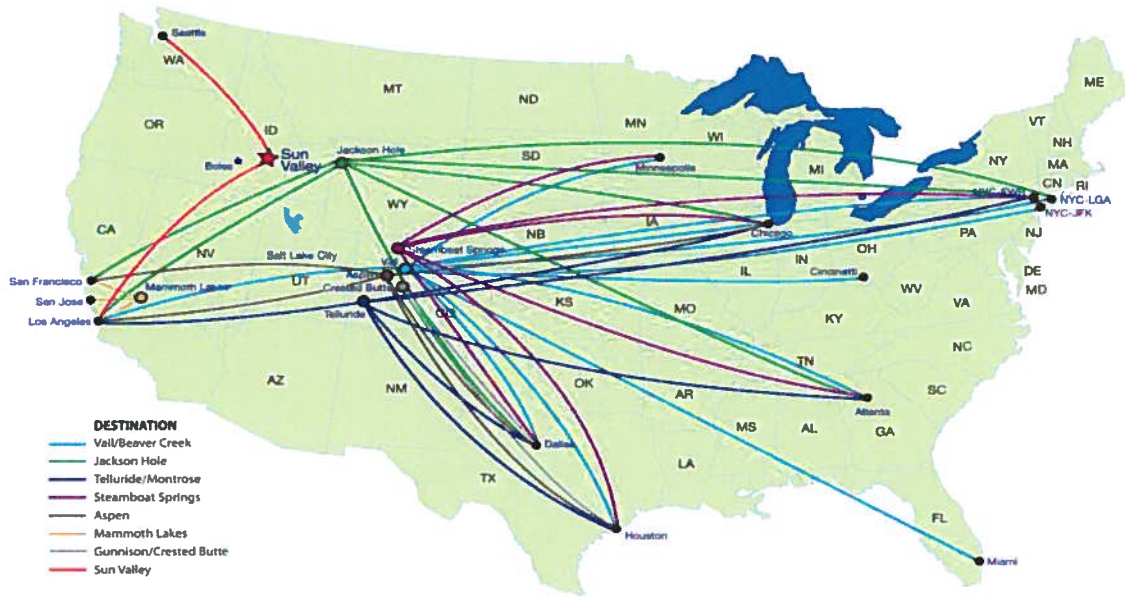 Seattle
WA
MT
ND
MN
ME
OR
ID
VT
WI
NH
Boise
Sun
Valley
Jackson Hole
SD
Minneapolis
MI
NY
MA
CN
RI
WY
NYC-EWR
NYC-LGA
NYC-JFK
CA
NV
NB
IA
Chicago
PA
NJ
Steamboat Springs
OH
Salt Lake City
Vail
IN
San Francisco
UT
Aspen
IL
Cincinatti
DE
MD
Mammoth Lakes
Crested Butte
San Jose
KS
WV
VA
Los Angeles
Telluride
CO
MO
KY
NC
TN
AZ
NM
OK
AR
SC
Atlanta
MS
AL
GA
Dallas
TX
LA
FL
Houston
Miami
DESTINATION
Vail/Beaver Creek
Jackson Hole
Telluride/Montrose
Steamboat Springs
Aspen
Mammoth Lakes
Gunnison/Crested Butte
Sun Valley